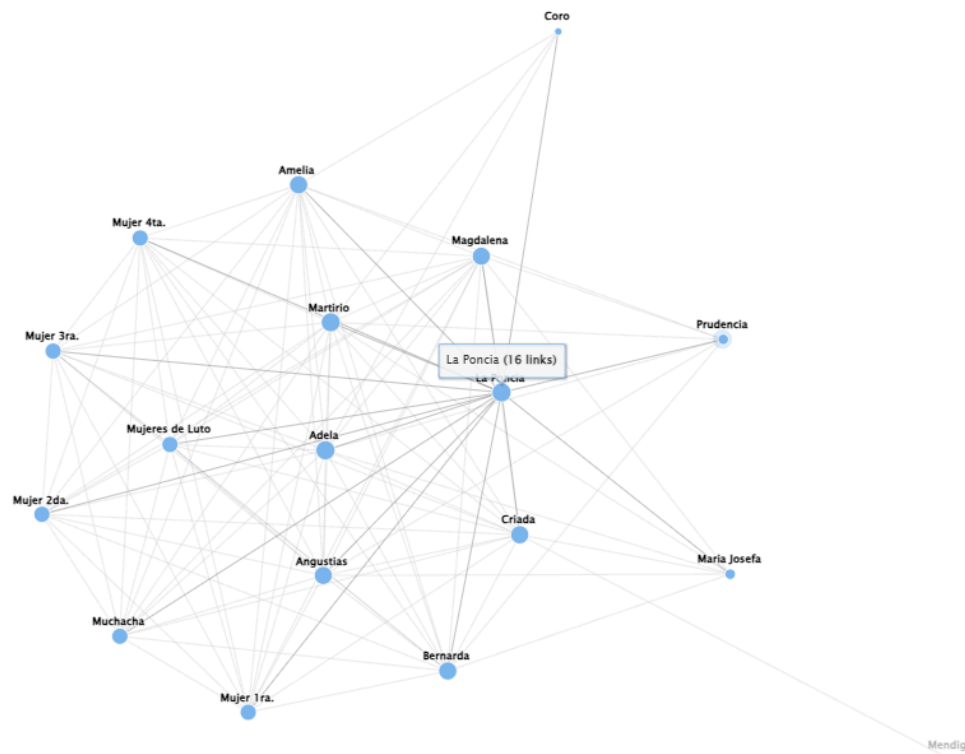 Coro
Amelia
Mujer 4ta.
Magdalena
Martirio
Prudencia
Mujer 3ra.
La Poncia (16 links)
Mujeres de Luto
Adela
Mujer 2da.
Criada
Angustias
Maria Josefa
Muchacha
Bernarda
Mujer 1ra.
Mendig